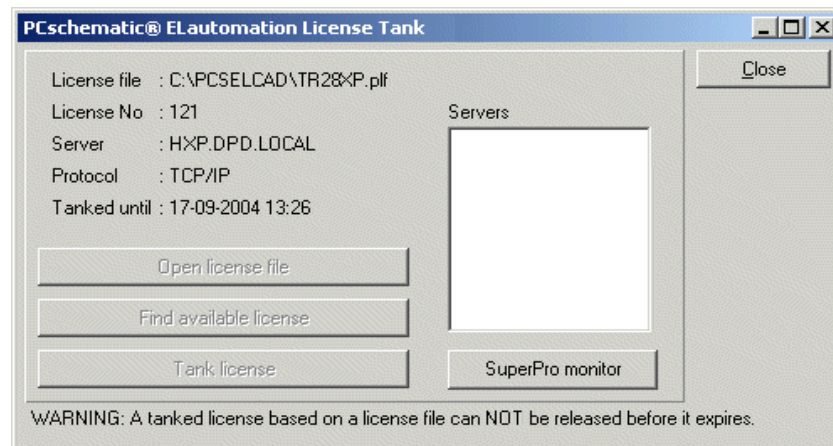 PCschematic® ELautomation License Tank
License file : C:\PCSELCAD\TR28XP.plf
License No : 121
Server : HXP.DPD.LOCAL
Protocol : TCP/IP
Tanked until : 17-09-2004 13:26
Servers
Close
Open license file
Find available license
Tank license
SuperPro monitor
WARNING: A tanked license based on a license file can NOT be released before it expires.